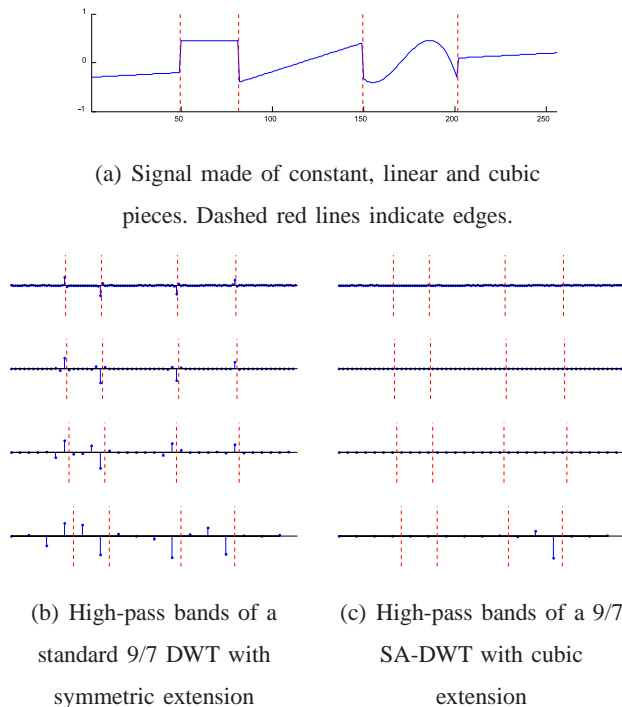 1
0
-1
50
100
150
200
250
(a) Signal made of constant, linear and cubic
pieces. Dashed red lines indicate edges.
(b) High-pass bands of a
standard 9/7 DWT with
symmetric extension
(c) High-pass bands of a 9/7
SA-DWT with cubic
extension